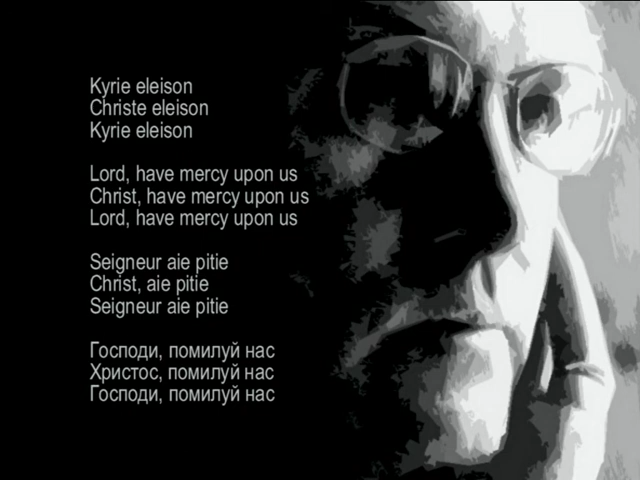 Kyrie eleison
Christe eleison
Kyrie eleison
Lord, have mercy upon us
Christ, have mercy upon us
Lord, have mercy upon us
Seigneur aie pitie
Christ, aie pitie
Seigneur aie pitie
Господи, помилуй нас
Христос, помилуй нас
Господи, помилуй нас